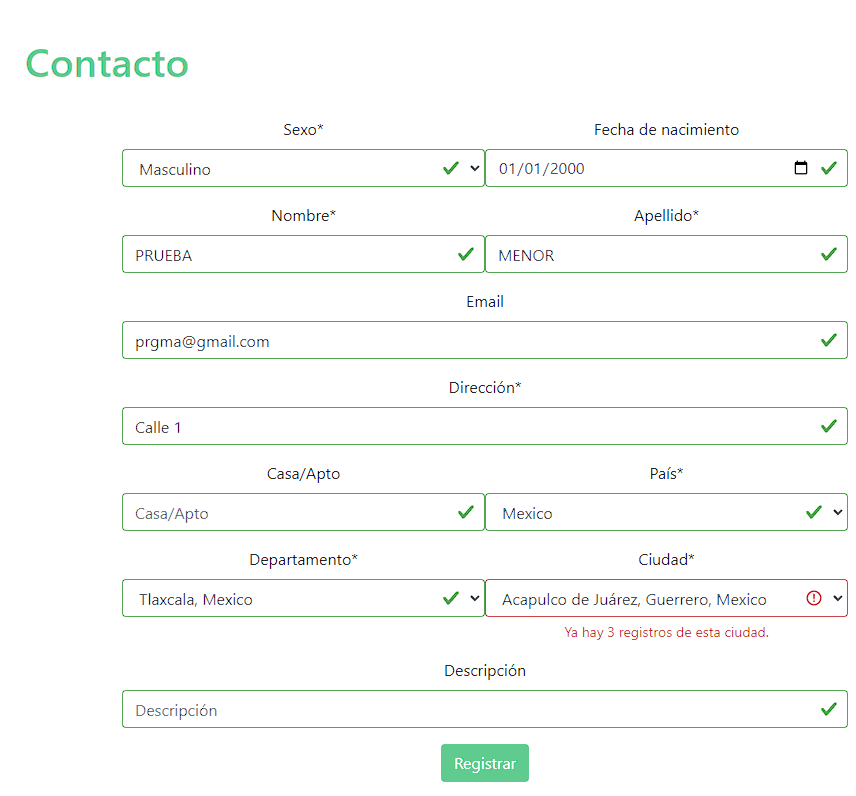 Contacto
Sexo* Fecha de nacimiento
Masculino 01/01/2000
Nombre* Apellido*
PRUEBA MENOR
Email
prgma@gmail.com
Dirección*
Calle 1
Casa/Apto País*
Casa/Apto Mexico
Departamento* Ciudad*
Tlaxcala, Mexico Acapulco de Juárez, Guerrero, Mexico
Ya hay 3 registros de esta ciudad.
Descripción
Descripción
Registrar